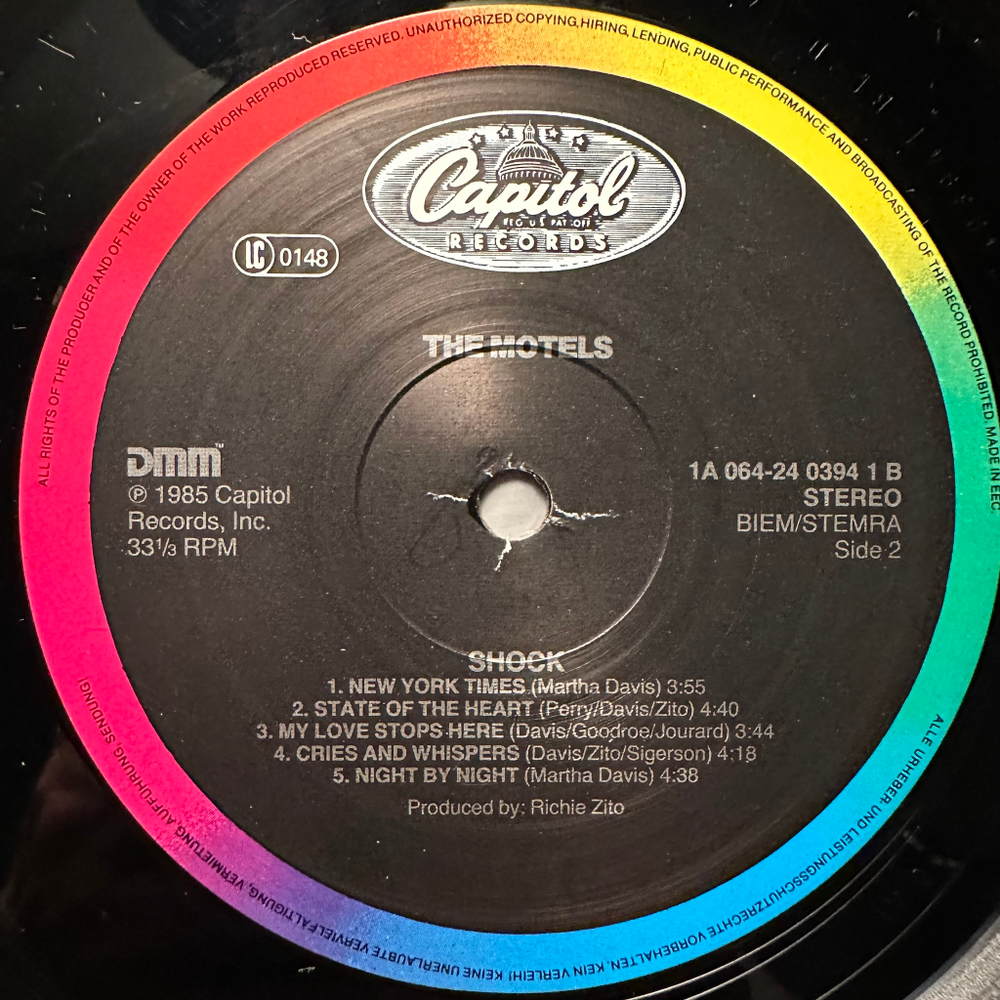 ALL RIGHTS OF THE PRODUCER AND OF THE OWNER OF THE WORK REPRODUCED RESERVED. UNAUTHORIZED COPYING, HIRING, LENDING, PUBLIC PERFORMANCE AND BROADCASTING OF THE RECORD PROHIBITED. MADE IN EEC
Capitol
REG. U.S. PAT. OFF.
RECORDS
LC 0148
THE MOTELS
DMM™
℗ 1985 Capitol
Records, Inc.
33⅓ RPM
1A 064-24 0394 1 B
STEREO
BIEM/STEMRA
Side 2
SHOCK
1. NEW YORK TIMES (Martha Davis) 3:55
2. STATE OF THE HEART (Perry/Davis/Zito) 4:40
3. MY LOVE STOPS HERE (Davis/Goodroe/Jourard) 3:44
4. CRIES AND WHISPERS (Davis/Zito/Sigerson) 4:18
5. NIGHT BY NIGHT (Martha Davis) 4:38
Produced by: Richie Zito
ALLE URHEBER- UND LEISTUNGSSCHUTZRECHTE VORBEHALTEN. KEIN VERLEIH! KEINE UNERLAUBTE VERVIELFÄLTIGUNG, VERMIETUNG, AUFFÜHRUNG, SENDUNG!